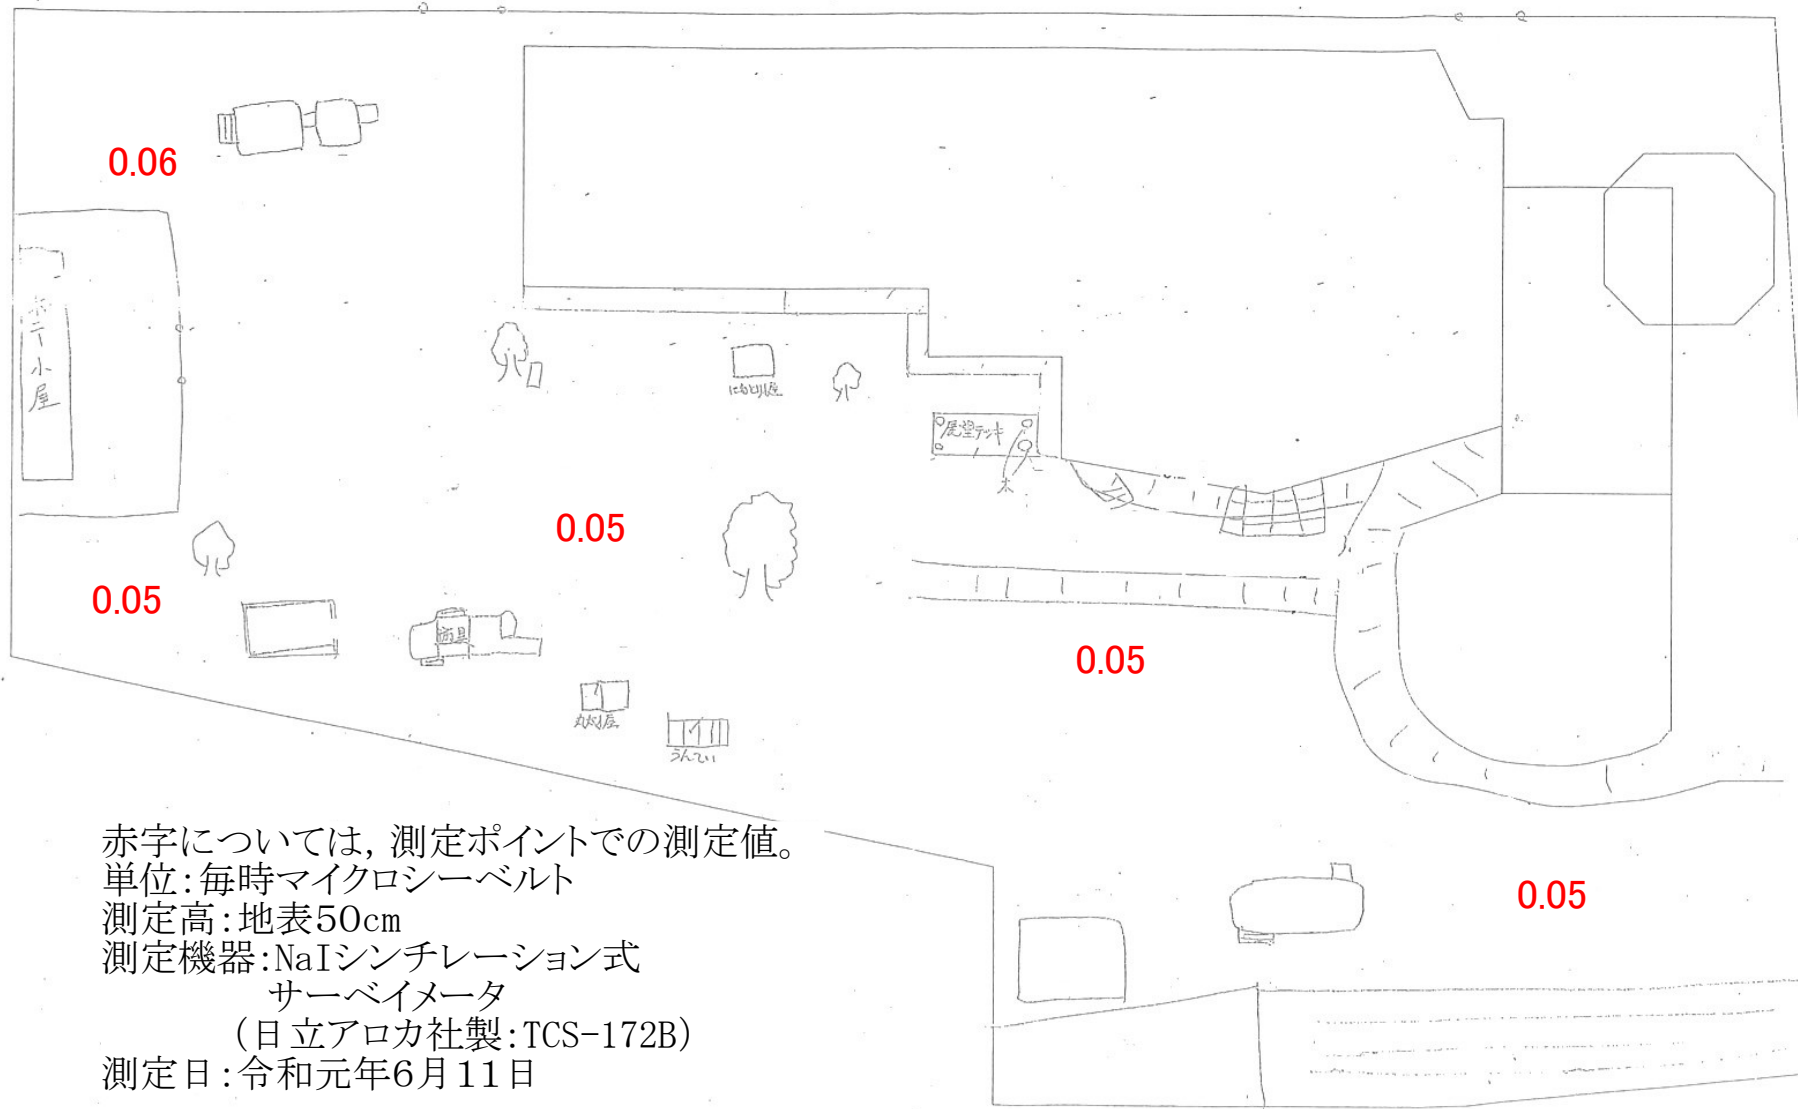 0.06
ポニー小屋
にわとり小屋
展望デッキ
木
0.05
0.05
0.05
うんてい
0.05
赤字については，測定ポイントでの測定値。
単位：毎時マイクロシーベルト
測定高：地表50cm
測定機器：NaIシンチレーション式
サーベイメータ
（日立アロカ社製：TCS-172B）
測定日：令和元年6月11日